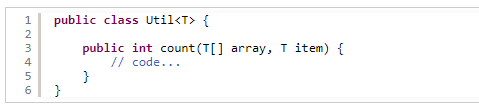 1 public class Util<T> {
2
3     public int count(T[] array, T item) {
4         // code...
5     }
6 }